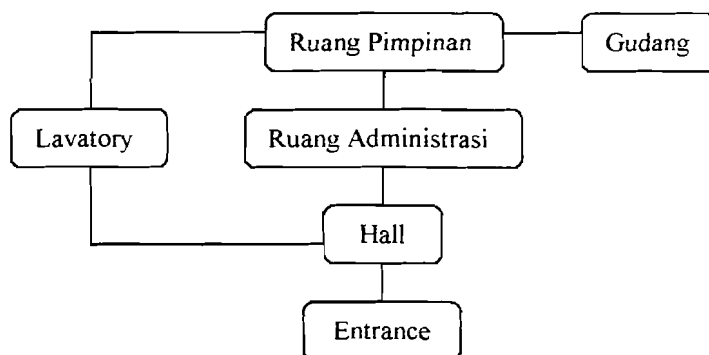 Ruang Pimpinan
Gudang
Lavatory
Ruang Administrasi
Hall
Entrance